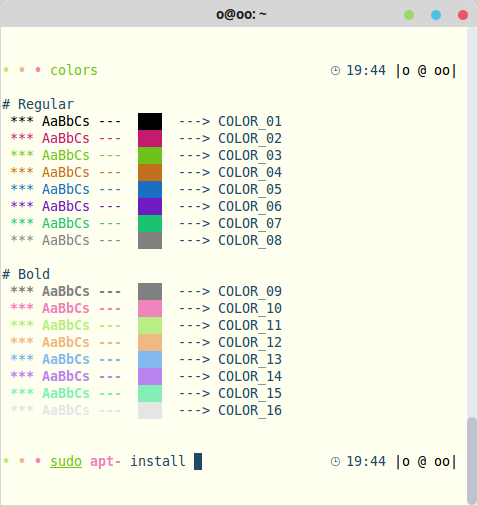 o@oo: ~
• • • colors 19:44 |o @ oo|
# Regular
*** AaBbCs --- ---> COLOR_01
*** AaBbCs --- ---> COLOR_02
*** AaBbCs --- ---> COLOR_03
*** AaBbCs --- ---> COLOR_04
*** AaBbCs --- ---> COLOR_05
*** AaBbCs --- ---> COLOR_06
*** AaBbCs --- ---> COLOR_07
*** AaBbCs --- ---> COLOR_08
# Bold
*** AaBbCs --- ---> COLOR_09
*** AaBbCs --- ---> COLOR_10
*** AaBbCs --- ---> COLOR_11
*** AaBbCs --- ---> COLOR_12
*** AaBbCs --- ---> COLOR_13
*** AaBbCs --- ---> COLOR_14
*** AaBbCs --- ---> COLOR_15
*** AaBbCs --- ---> COLOR_16
• • • sudo apt- install 19:44 |o @ oo|